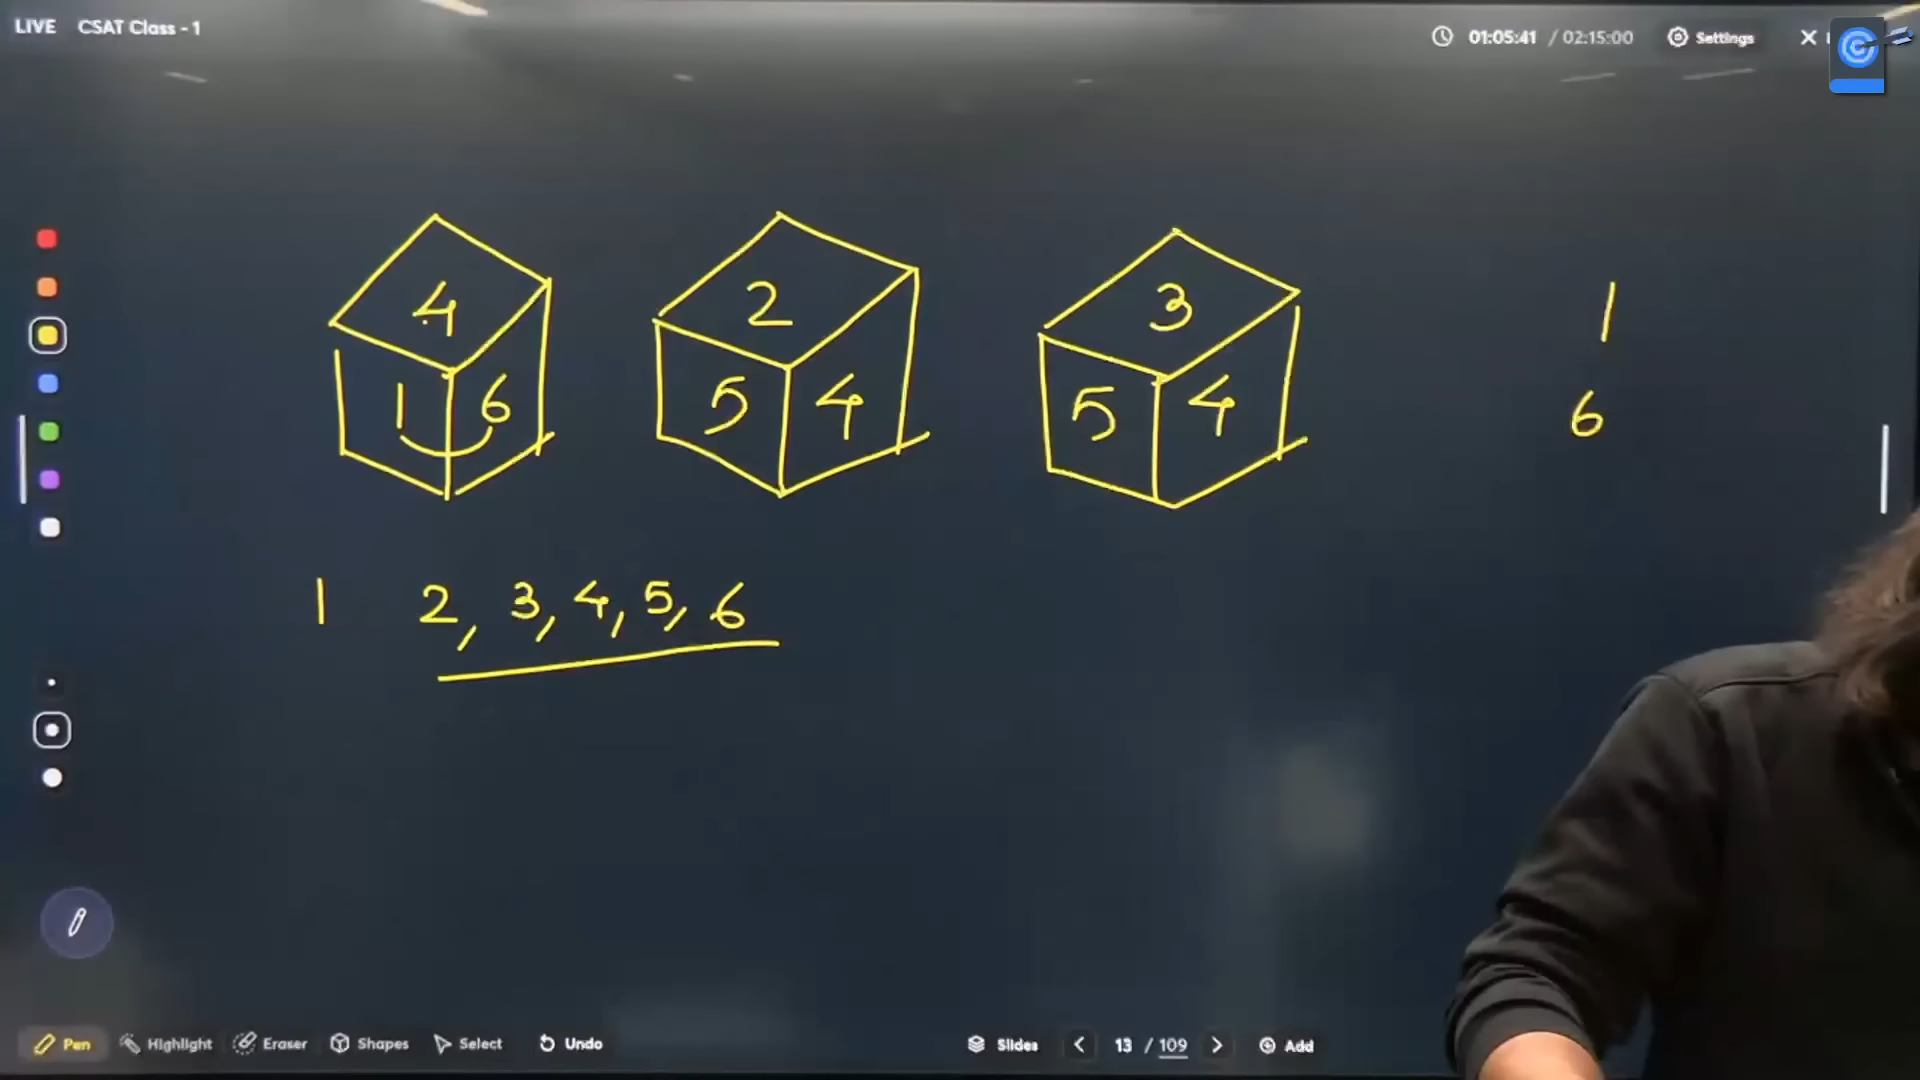 LIVE CSAT Class - 1
01:05:41 / 02:15:00 Settings
4 2 3 1
1 6 5 4 5 4 6
1 2, 3, 4, 5, 6
Pen Highlight Eraser Shapes Select Undo Slides 13 / 109 Add